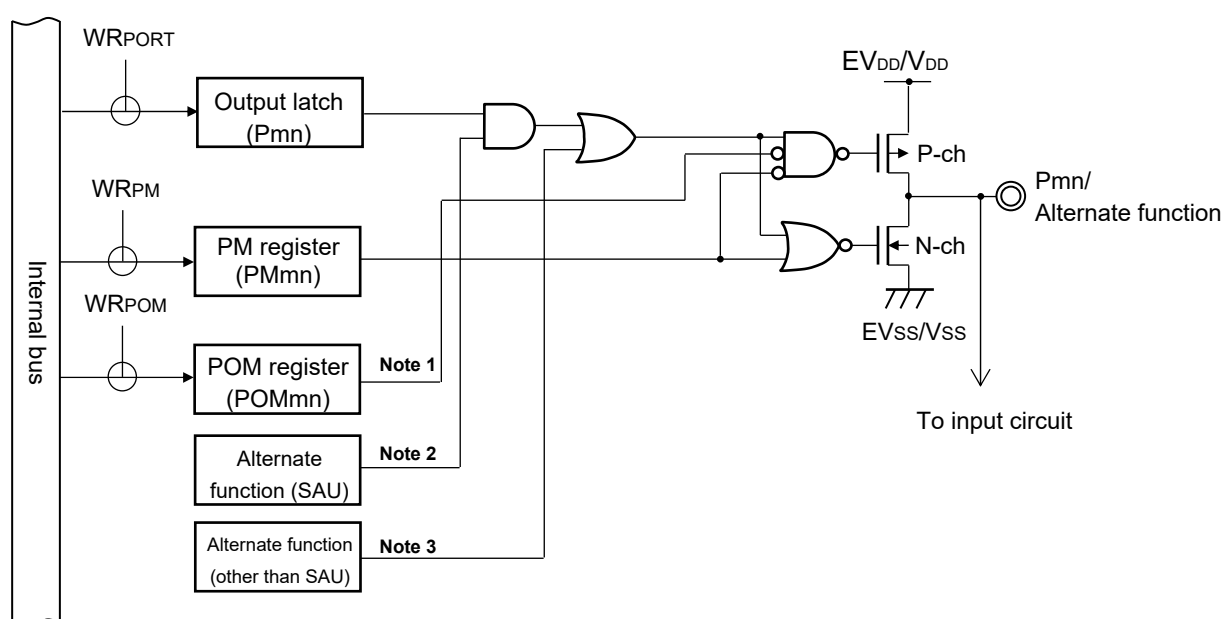 WRPORT
EVDD/VDD
Output latch
(Pmn)
P-ch
WRPM
Pmn/
Alternate function
PM register
(PMmn)
N-ch
Internal bus
WRPOM
EVSS/VSS
POM register
(POMmn)
Note 1
To input circuit
Alternate
function (SAU)
Note 2
Alternate function
(other than SAU)
Note 3